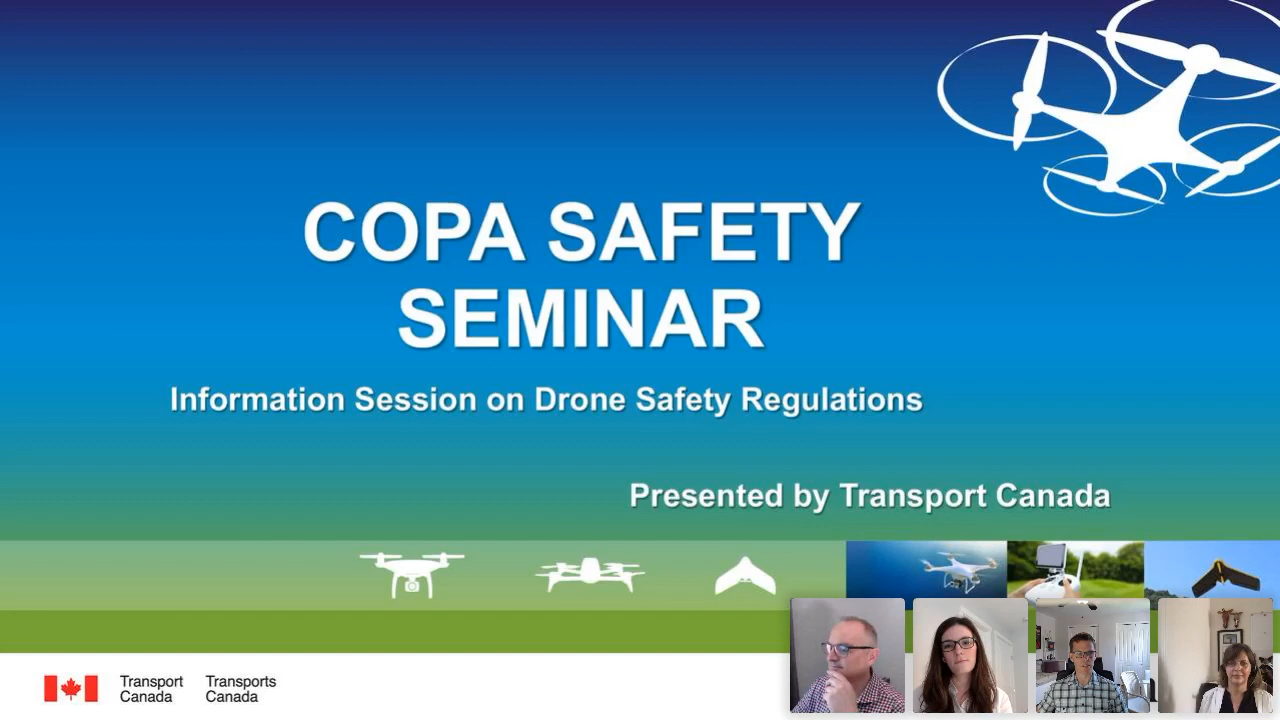 COPA SAFETY
SEMINAR
Information Session on Drone Safety Regulations
Presented by Transport Canada
Transport Transports
Canada Canada